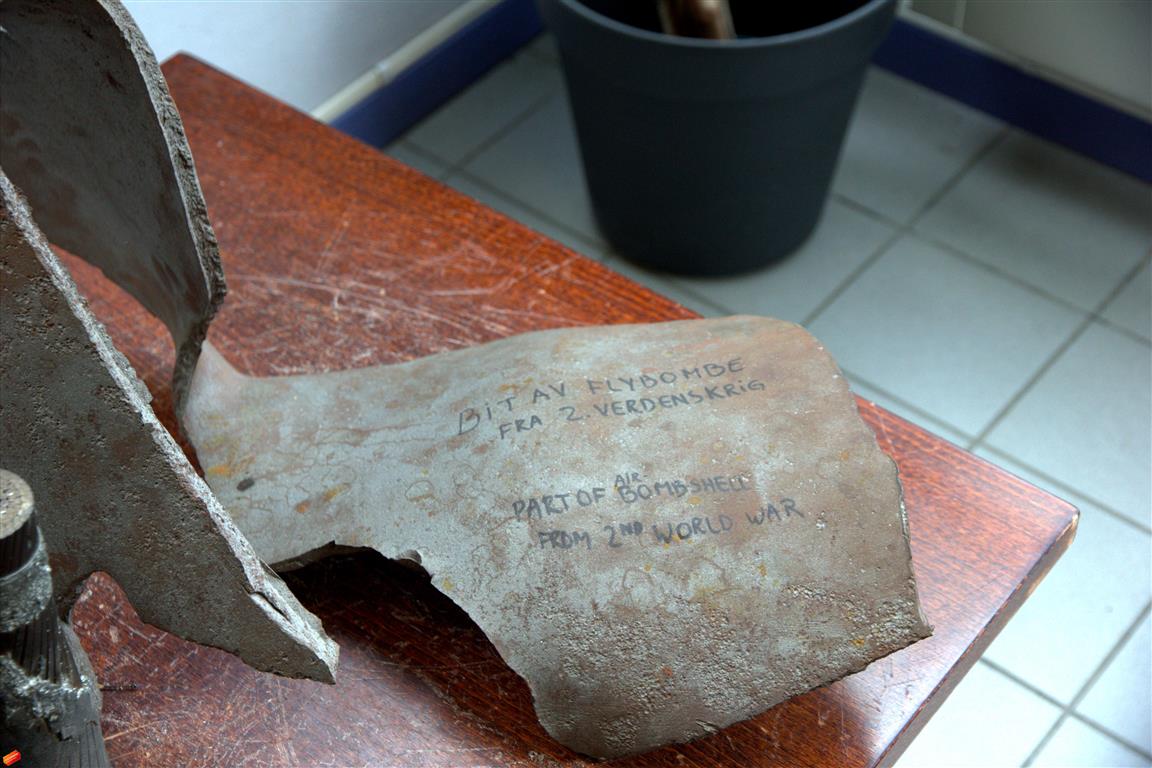 BIT AV FLYBOMBE
FRA 2. VERDENSKRiG
PART OF AIR BOMBSHELL
FROM 2ND WORLD WAR